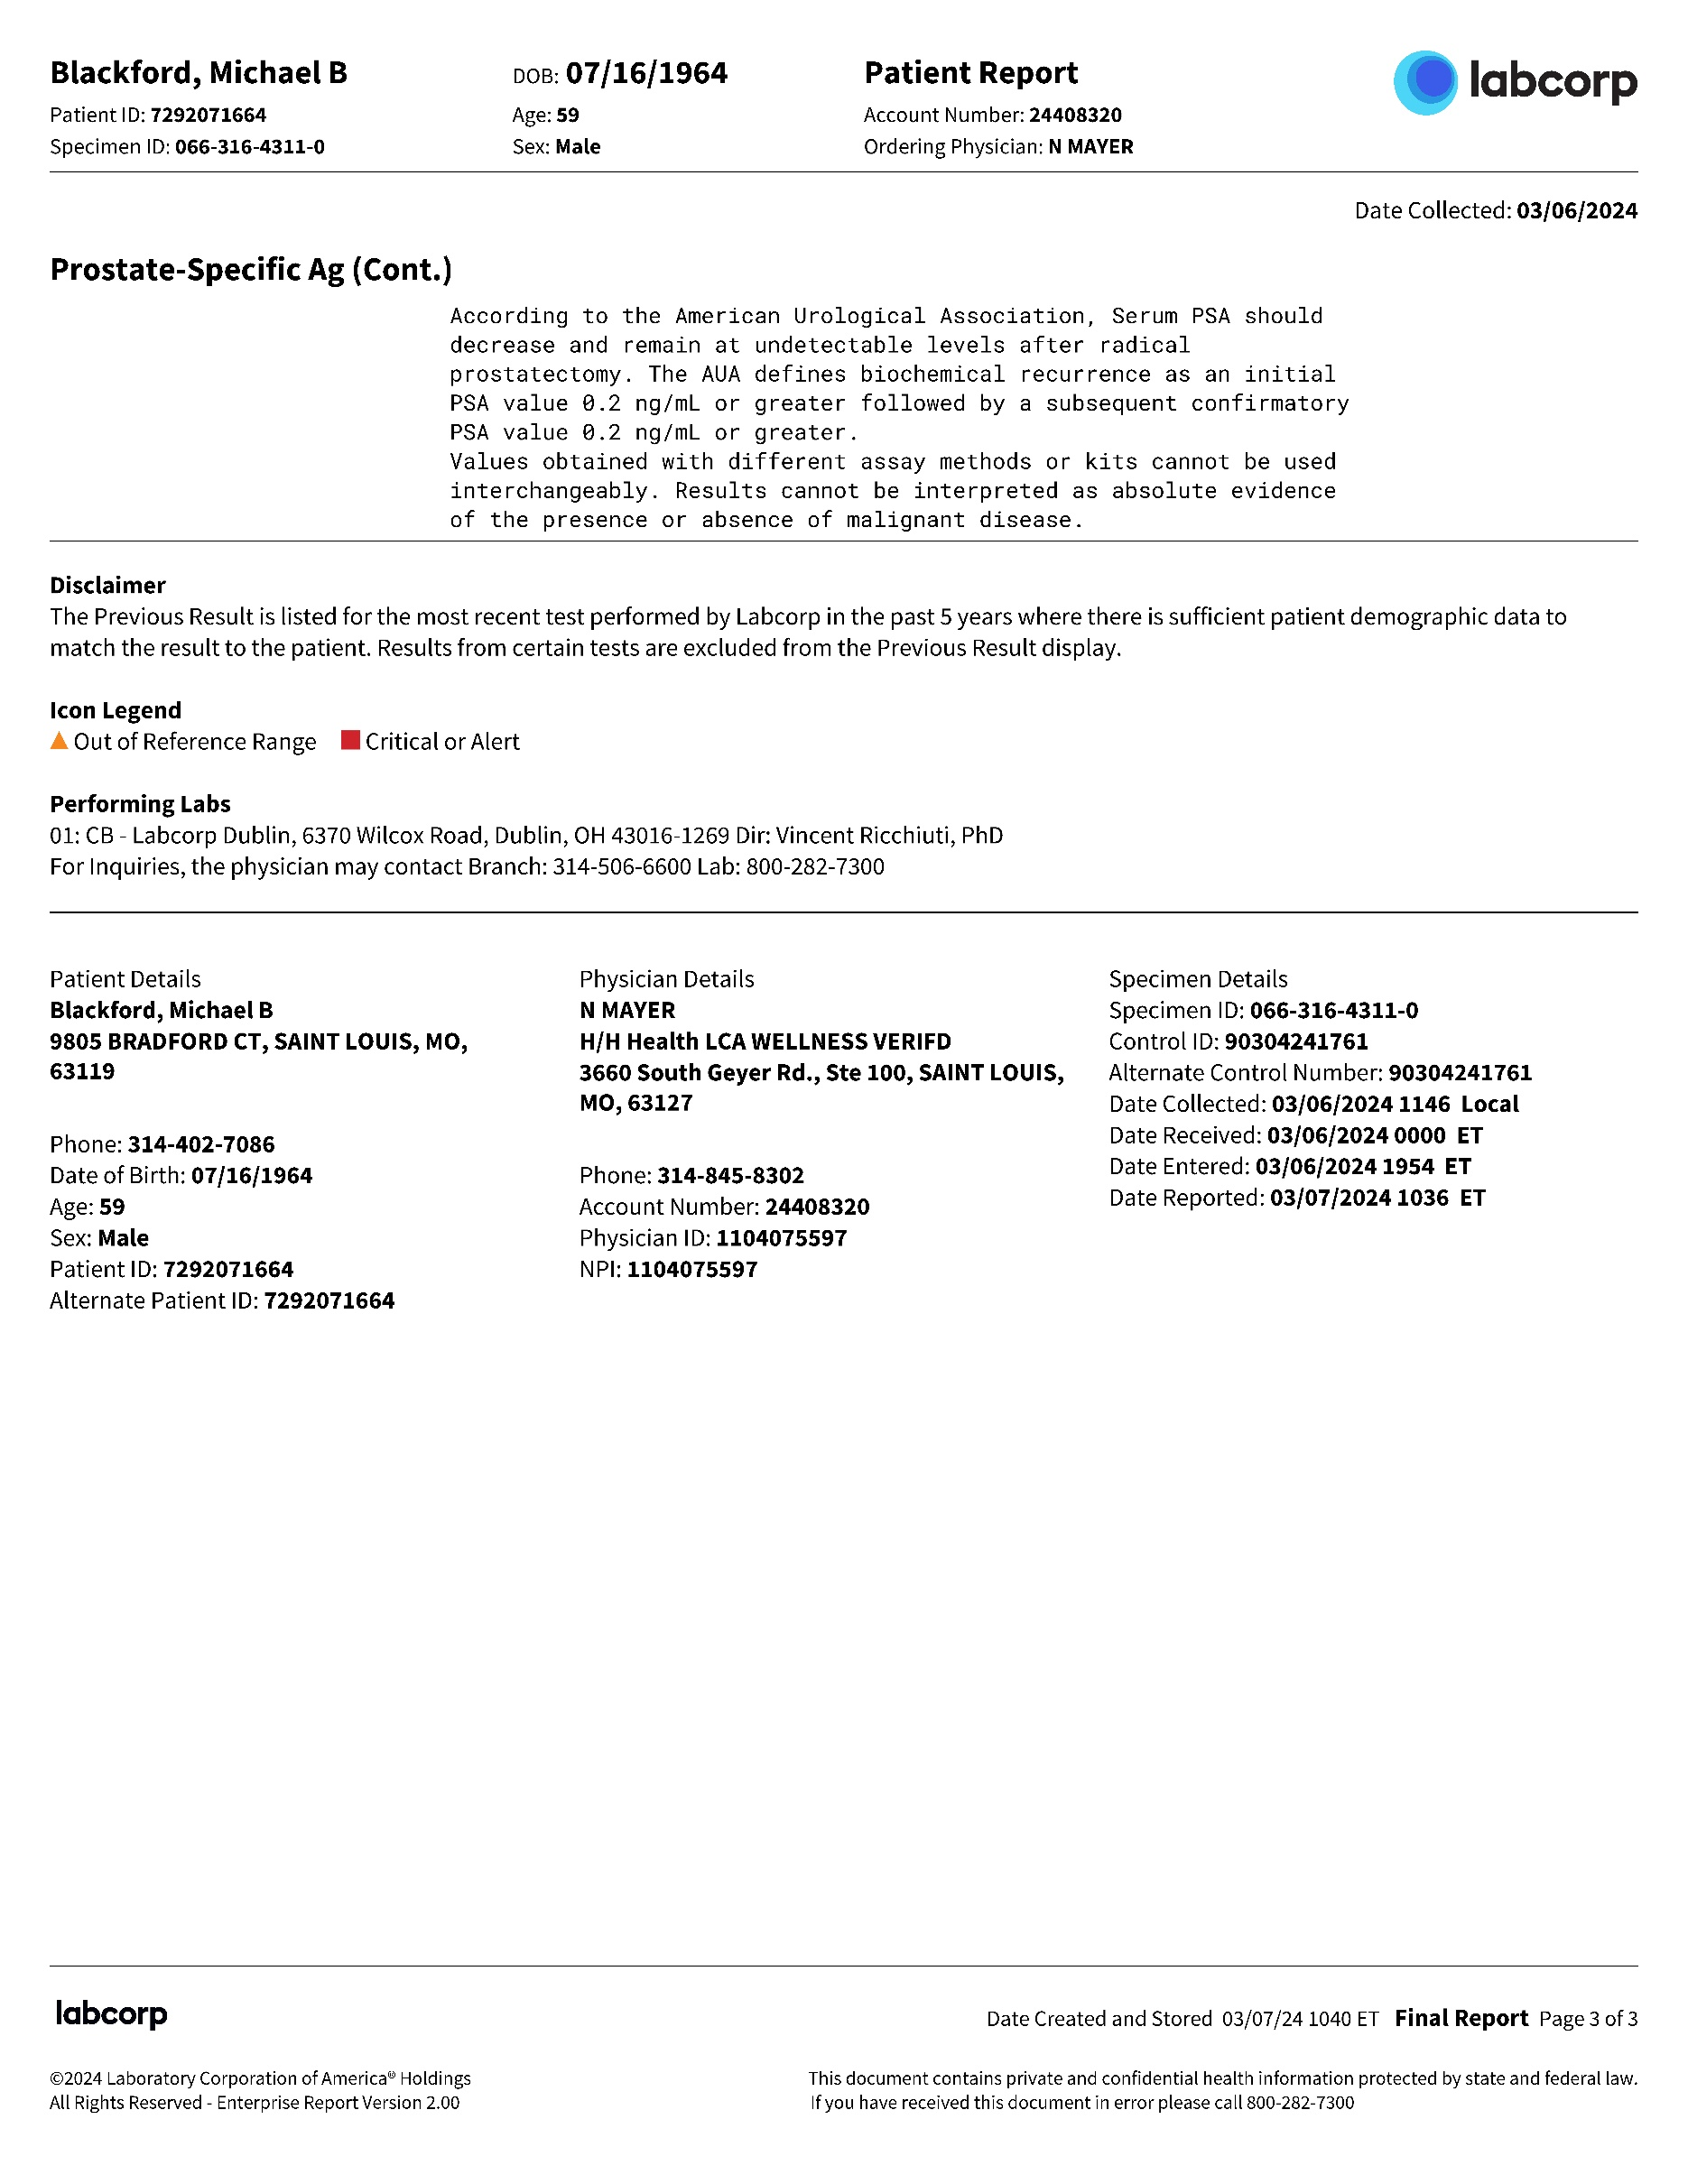 Blackford, Michael B
DOB: 07/16/1964
Patient Report
labcorp
Patient ID: 7292071664
Age: 59
Account Number: 24408320
Specimen ID: 066-316-4311-0
Sex: Male
Ordering Physician: N MAYER
Date Collected: 03/06/2024
Prostate-Specific Ag (Cont.)
According to the American Urological Association, Serum PSA should
decrease and remain at undetectable levels after radical
prostatectomy. The AUA defines biochemical recurrence as an initial
PSA value 0.2 ng/mL or greater followed by a subsequent confirmatory
PSA value 0.2 ng/mL or greater.
Values obtained with different assay methods or kits cannot be used
interchangeably. Results cannot be interpreted as absolute evidence
of the presence or absence of malignant disease.
Disclaimer
The Previous Result is listed for the most recent test performed by Labcorp in the past 5 years where there is sufficient patient demographic data to
match the result to the patient. Results from certain tests are excluded from the Previous Result display.
Icon Legend
Out of Reference Range Critical or Alert
Performing Labs
01: CB - Labcorp Dublin, 6370 Wilcox Road, Dublin, OH 43016-1269 Dir: Vincent Ricchiuti, PhD
For Inquiries, the physician may contact Branch: 314-506-6600 Lab: 800-282-7300
Patient Details
Blackford, Michael B
9805 BRADFORD CT, SAINT LOUIS, MO,
63119
Phone: 314-402-7086
Date of Birth: 07/16/1964
Age: 59
Sex: Male
Patient ID: 7292071664
Alternate Patient ID: 7292071664
Physician Details
N MAYER
H/H Health LCA WELLNESS VERIFD
3660 South Geyer Rd., Ste 100, SAINT LOUIS,
MO, 63127
Phone: 314-845-8302
Account Number: 24408320
Physician ID: 1104075597
NPI: 1104075597
Specimen Details
Specimen ID: 066-316-4311-0
Control ID: 90304241761
Alternate Control Number: 90304241761
Date Collected: 03/06/2024 1146 Local
Date Received: 03/06/2024 0000 ET
Date Entered: 03/06/2024 1954 ET
Date Reported: 03/07/2024 1036 ET
labcorp
Date Created and Stored 03/07/24 1040 ET Final Report Page 3 of 3
©2024 Laboratory Corporation of America® Holdings
All Rights Reserved - Enterprise Report Version 2.00
This document contains private and confidential health information protected by state and federal law.
If you have received this document in error please call 800-282-7300